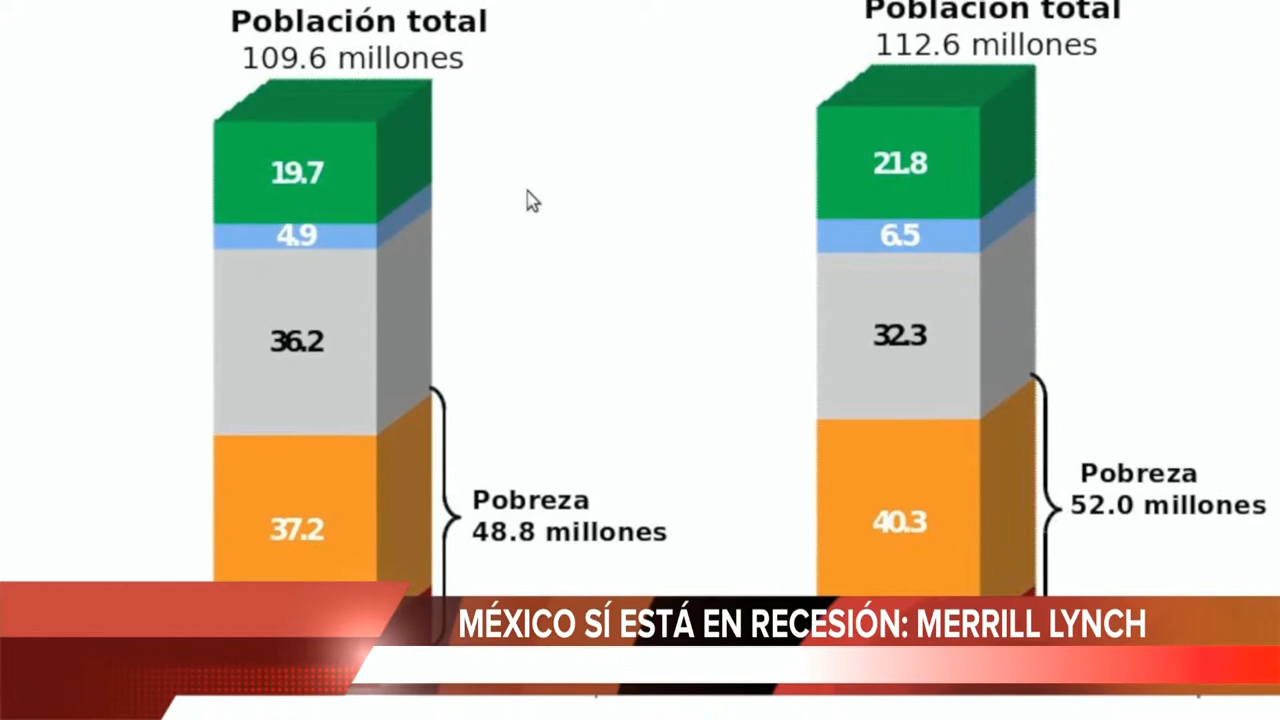 Población total
109.6 millones
19.7
4.9
36.2
37.2
Pobreza
48.8 millones
Población total
112.6 millones
21.8
6.5
32.3
40.3
Pobreza
52.0 millones
MÉXICO SÍ ESTÁ EN RECESIÓN: MERRILL LYNCH